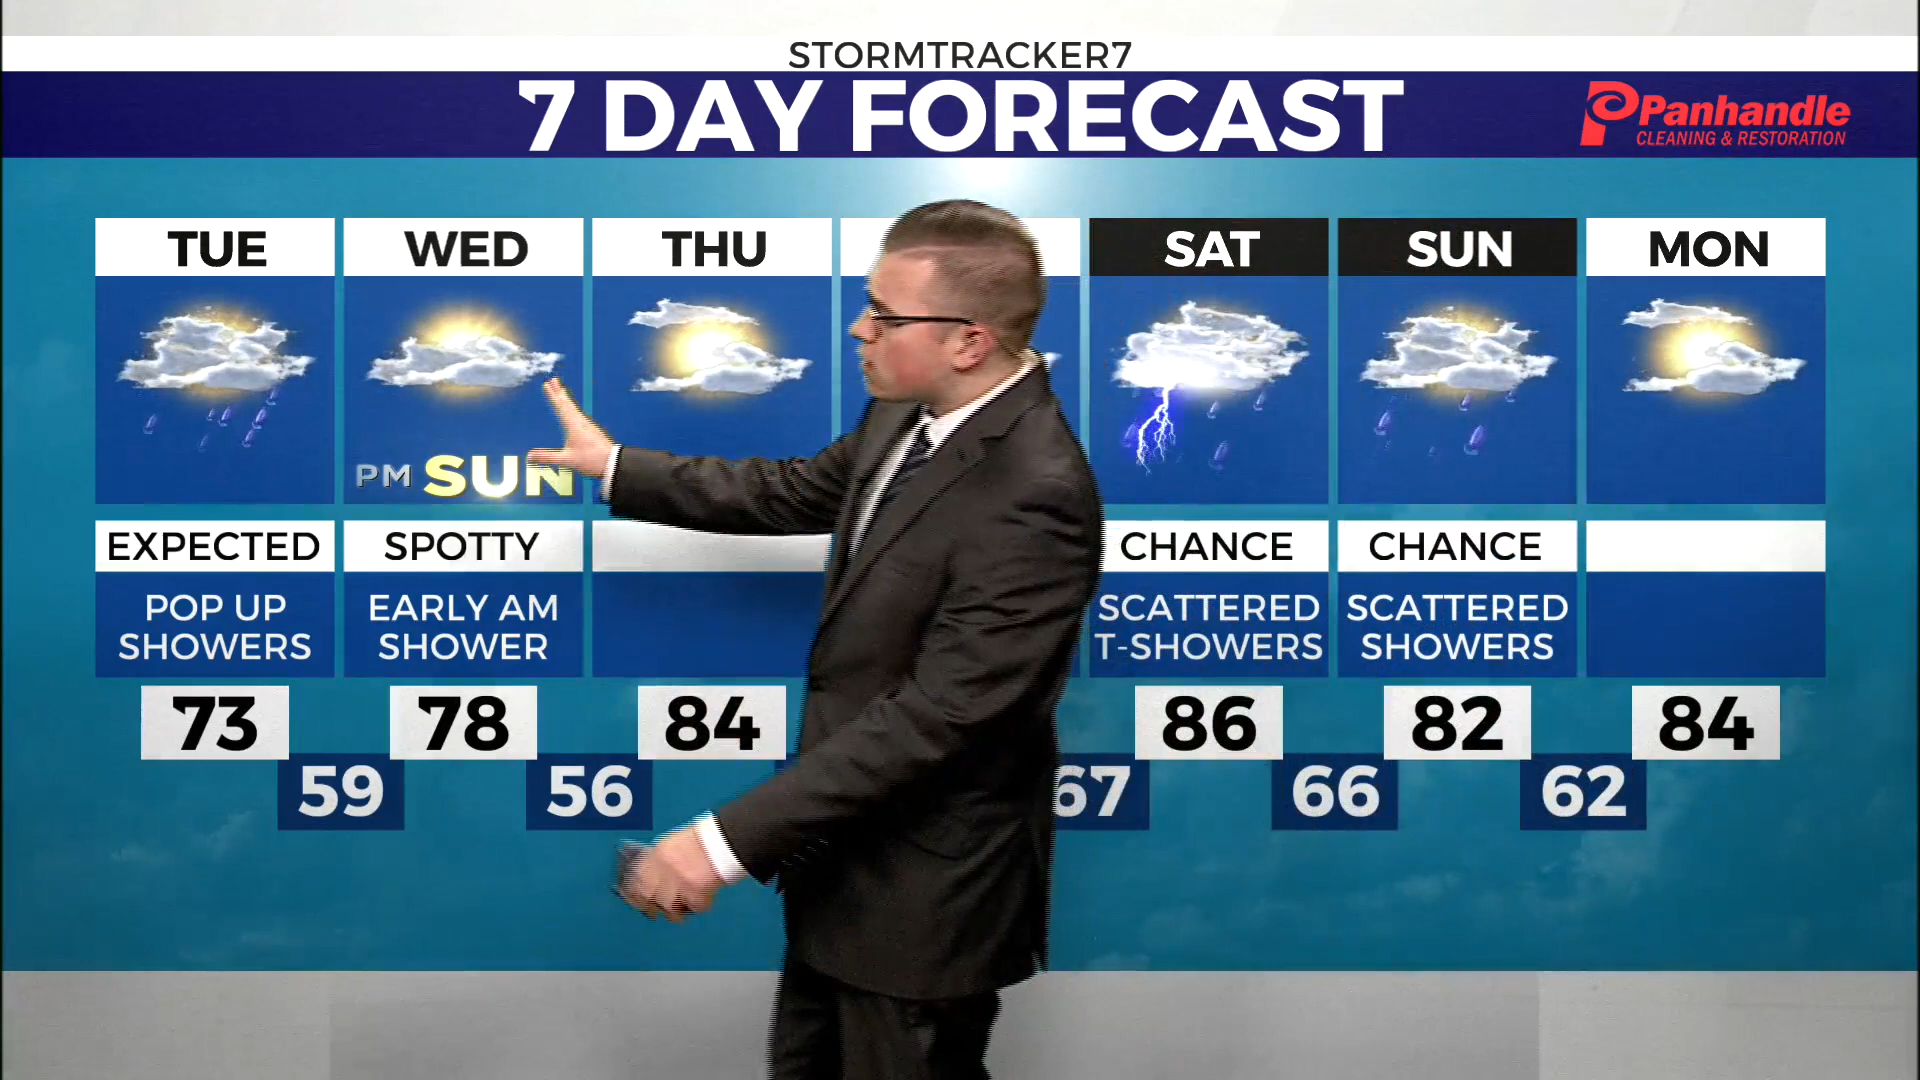 STORMTRACKER7
7 DAY FORECAST
Panhandle
CLEANING & RESTORATION
TUE
WED
THU
SAT
SUN
MON
PM SUN
EXPECTED
SPOTTY
CHANCE
CHANCE
POP UP
SHOWERS
EARLY AM
SHOWER
SCATTERED
T-SHOWERS
SCATTERED
SHOWERS
73
78
84
86
82
84
59
56
67
66
62